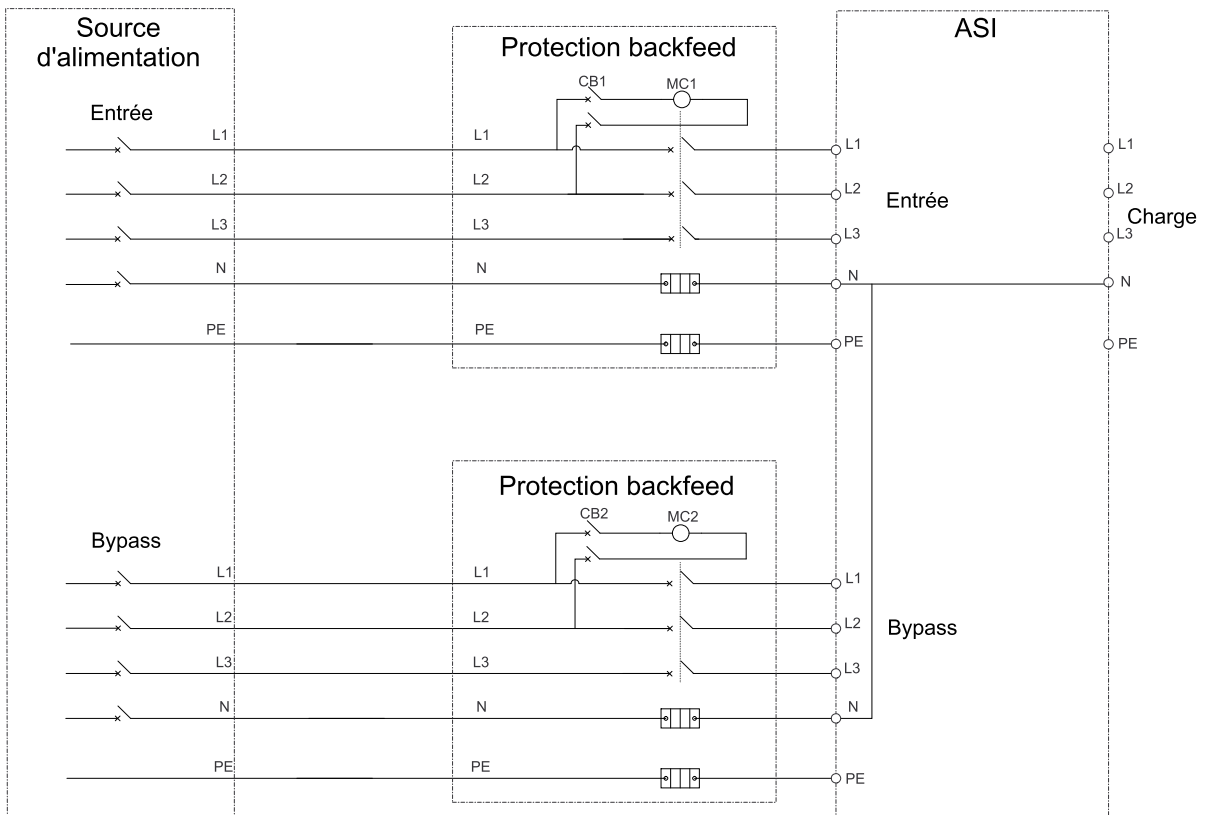 Source
d'alimentation
Protection backfeed
ASI
CB1
MC1
Entrée
L1
L1
L1
L1
L2
L2
L2
L2
Entrée
Charge
L3
L3
L3
L3
N
N
N
N
PE
PE
PE
PE
Protection backfeed
CB2
MC2
Bypass
L1
L1
L1
L2
L2
L2
Bypass
L3
L3
L3
N
N
N
PE
PE
PE